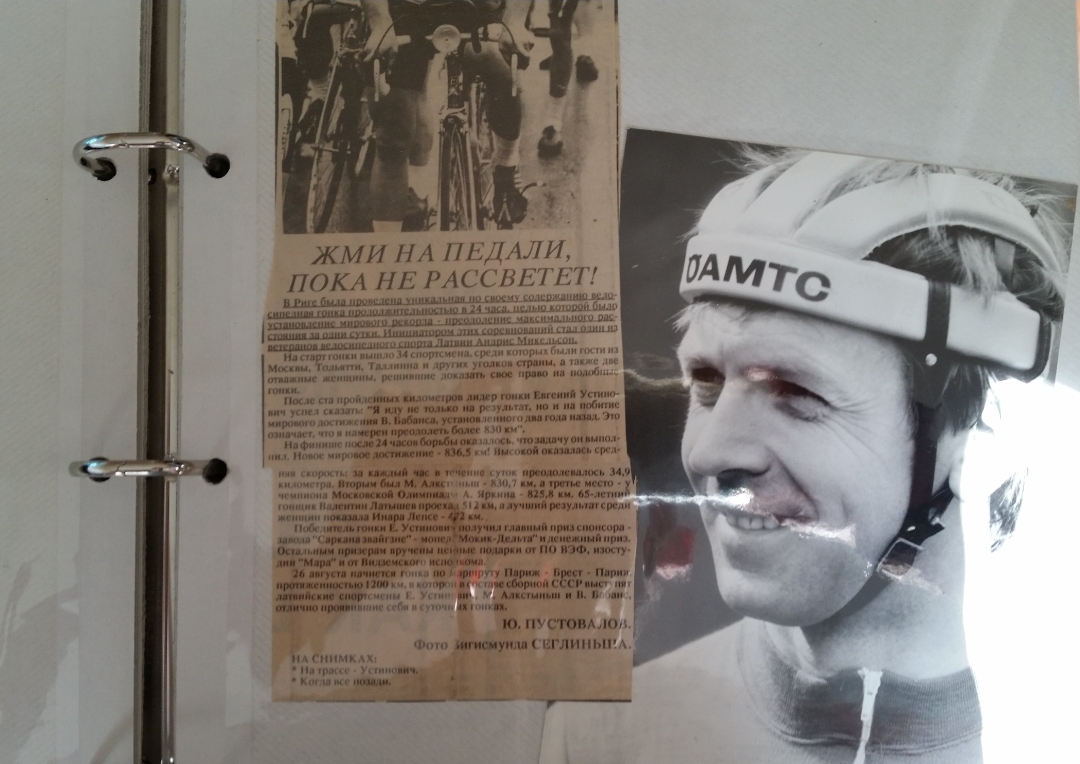 ЖМИ НА ПЕДАЛИ,
ПОКА НЕ РАССВЕТЕТ!
В Риге была проведена уникальная по своему содержанию вело-
сипедная гонка продолжительностью в 24 часа, целью которой было
установление мирового рекорда - преодоление максимального рас-
стояния за одни сутки. Инициатором этих соревнований стал один из
ветеранов велосипедного спорта Латвии Андрис Микельсон.
На старт гонки вышло 34 спортсмена, среди которых были гости из
Москвы, Тольятти, Таллинна и других уголков страны, а также две
отважные женщины, решившие доказать свое право на подобные
гонки.
После ста пройденных километров лидер гонки Евгений Устино-
вич успел сказать: "Я иду не только на результат, но и на побитие
мирового достижения В. Бабанса, установленного два года назад. Это
означает, что я намерен преодолеть более 830 км".
На финише после 24 часов борьбы оказалось, что задачу он выпол-
нил. Новое мировое достижение - 836,5 км! Высокой оказалась сред-
няя скорость: за каждый час в течение суток преодолевалось 34,9
километра. Вторым был М. Алкстыньш - 830,7 км, а третье место - у
чемпиона Московской Олимпиады А. Яркина - 825,8 км. 65-летний
гонщик Валентин Латышев проехал 512 км, а лучший результат среди
женщин показала Инара Лепсе - км.
Победитель гонки Е. Устинович получил главный приз спонсора -
завода "Саркана звайгзне" - мопед "Мокик-Дельта" и денежный приз.
Остальным призерам вручены ценные подарки от ПО ВЭФ, изосту-
дии "Мара" и от Видземского исполкома.
26 августа начнется гонка по маршруту Париж - Брест - Париж
протяженностью 1200 км, в которой в составе сборной СССР выступят
латвийские спортсмены Е. Устинович, М. Алкстыньш и В. Бабанс,
отлично проявившие себя в суточных гонках.
Ю. ПУСТОВАЛОВ.
Фото Зигисмунда СЕГЛИНЬША.
НА СНИМКАХ:
* На трассе - Устинович.
* Когда все позади.
ÖAMTC